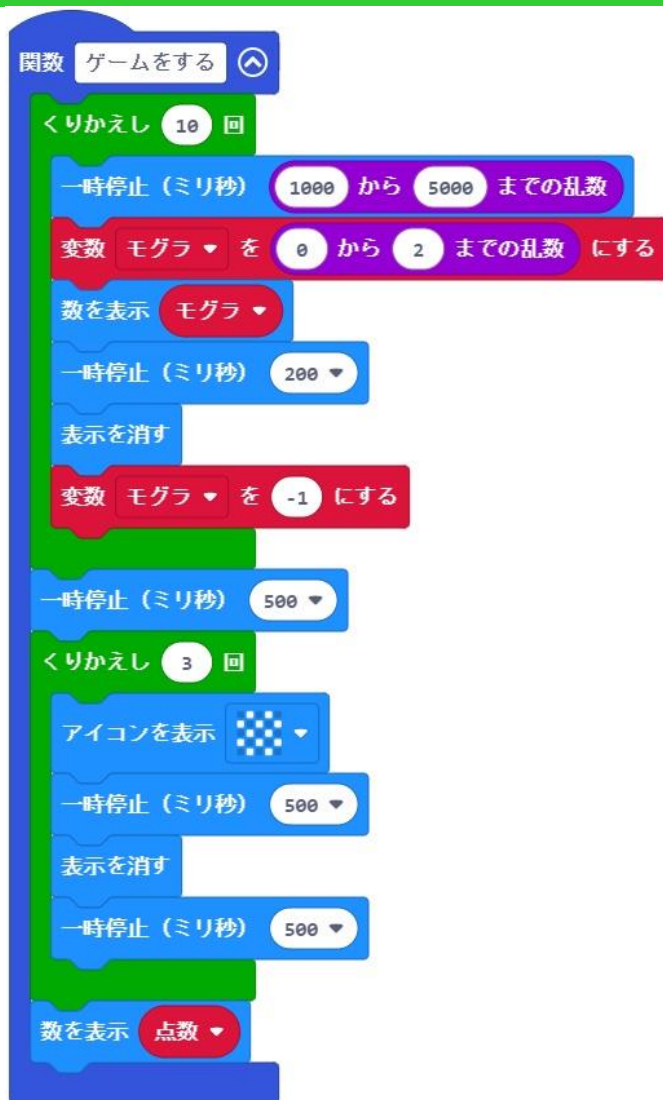 関数 ゲームをする
くりかえし 10 回
一時停止（ミリ秒） 1000 から 5000 までの乱数
変数 モグラ を 0 から 2 までの乱数 にする
数を表示 モグラ
一時停止（ミリ秒） 200
表示を消す
変数 モグラ を -1 にする
一時停止（ミリ秒） 500
くりかえし 3 回
アイコンを表示
一時停止（ミリ秒） 500
表示を消す
一時停止（ミリ秒） 500
数を表示 点数